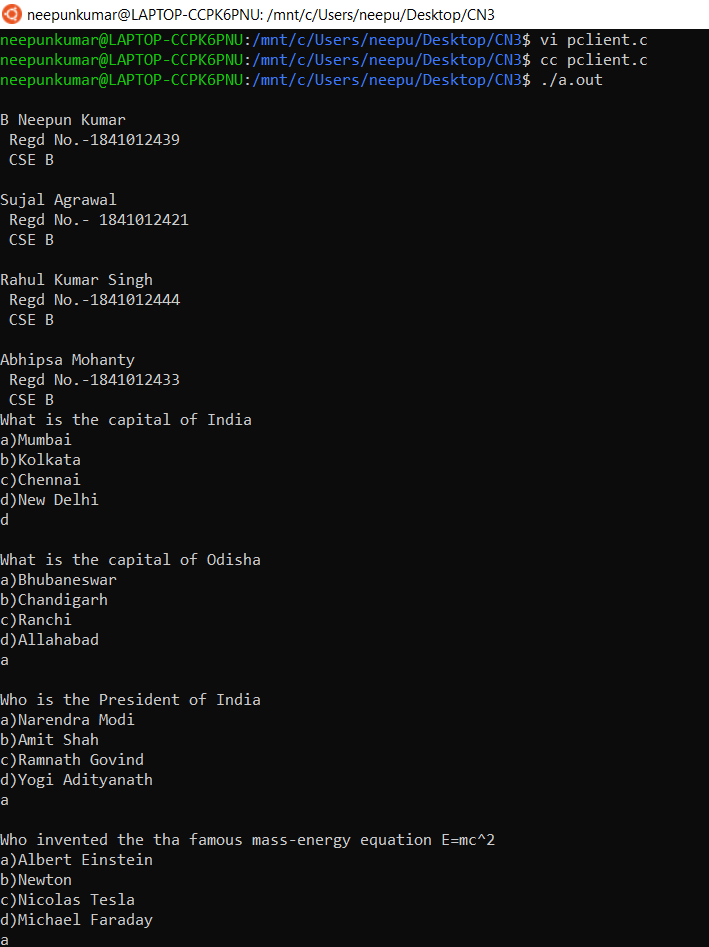 neepunkumar@LAPTOP-CCPK6PNU: /mnt/c/Users/neepu/Desktop/CN3
neepunkumar@LAPTOP-CCPK6PNU:/mnt/c/Users/neepu/Desktop/CN3$ vi pclient.c
neepunkumar@LAPTOP-CCPK6PNU:/mnt/c/Users/neepu/Desktop/CN3$ cc pclient.c
neepunkumar@LAPTOP-CCPK6PNU:/mnt/c/Users/neepu/Desktop/CN3$ ./a.out
B Neepun Kumar
Regd No.-1841012439
CSE B
Sujal Agrawal
Regd No.- 1841012421
CSE B
Rahul Kumar Singh
Regd No.-1841012444
CSE B
Abhipsa Mohanty
Regd No.-1841012433
CSE B
What is the capital of India
a)Mumbai
b)Kolkata
c)Chennai
d)New Delhi
d
What is the capital of Odisha
a)Bhubaneswar
b)Chandigarh
c)Ranchi
d)Allahabad
a
Who is the President of India
a)Narendra Modi
b)Amit Shah
c)Ramnath Govind
d)Yogi Adityanath
a
Who invented the tha famous mass-energy equation E=mc^2
a)Albert Einstein
b)Newton
c)Nicolas Tesla
d)Michael Faraday
a